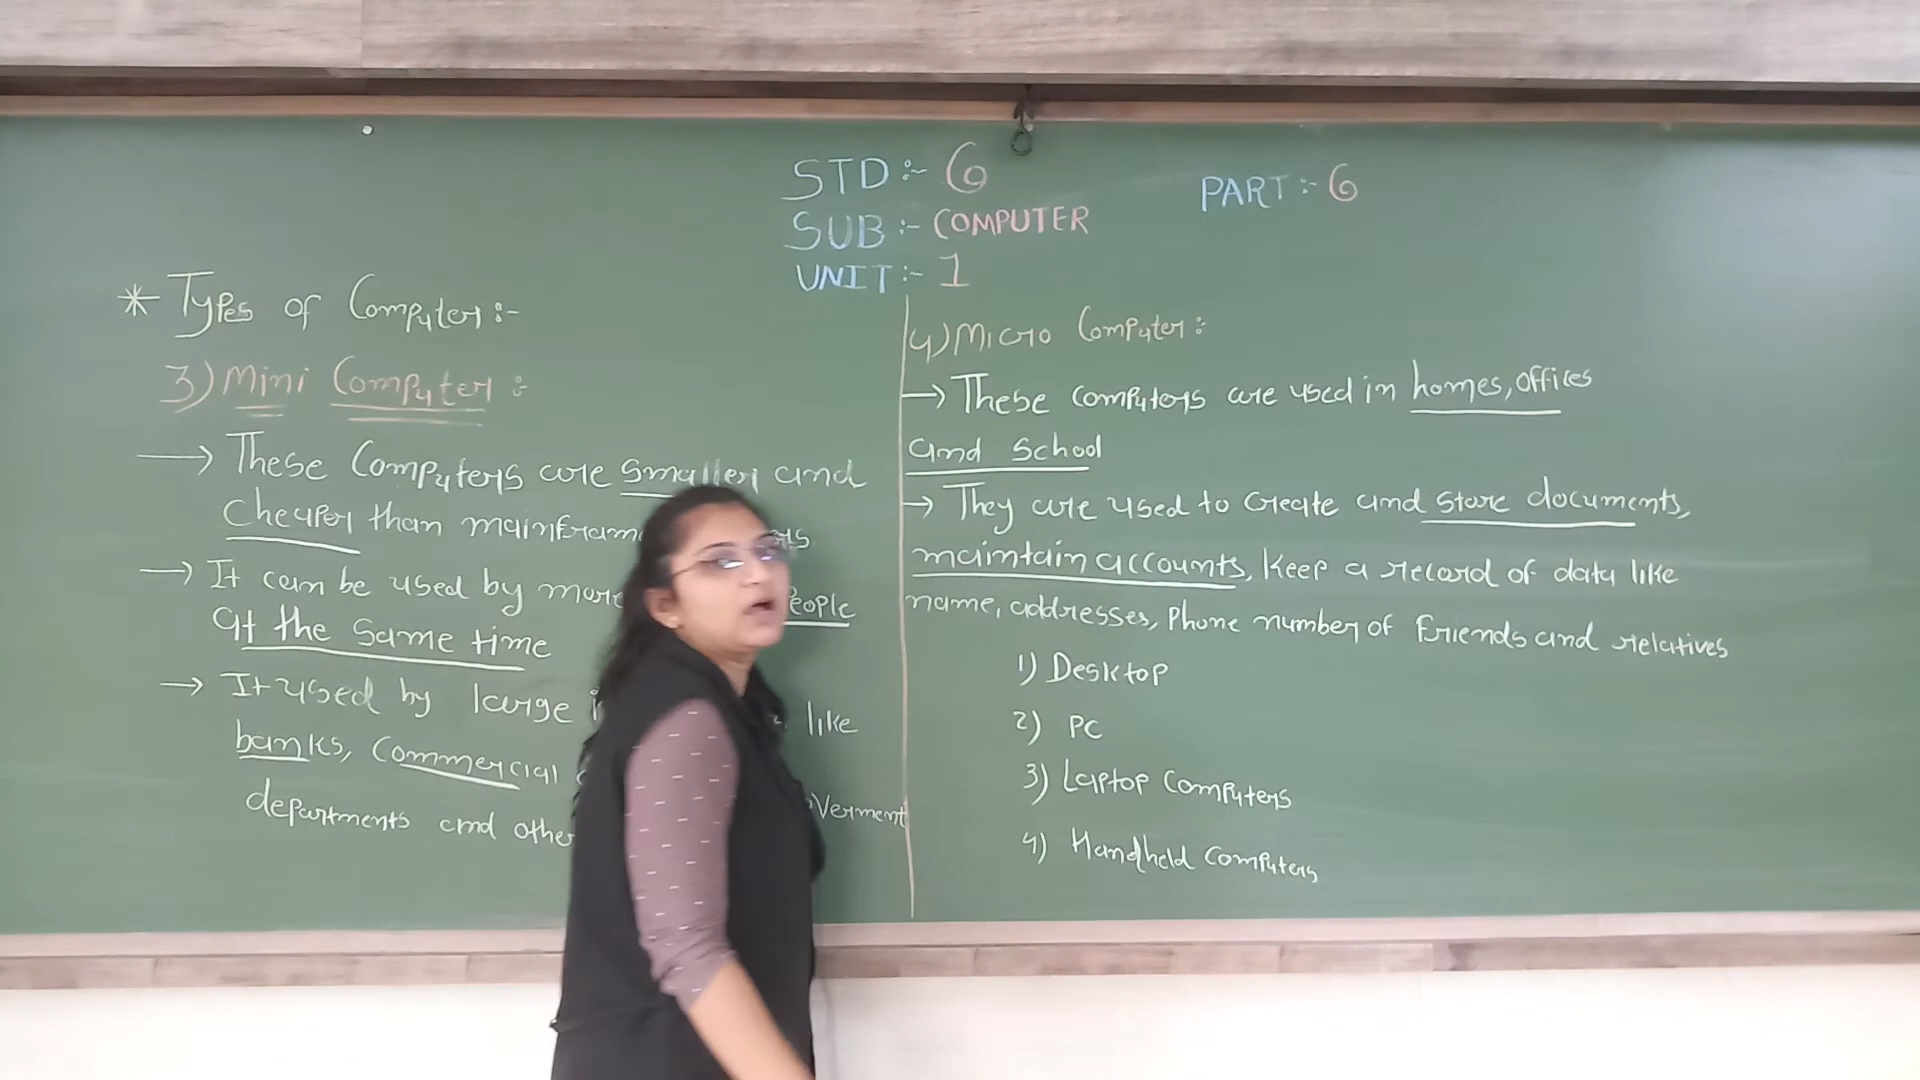 STD :- 6
SUB :- COMPUTER
UNIT :- 1
PART :- 6
* Types of Computer :-
3) Mini Computer :
→ These Computers are smaller and
Cheaper than mainframe
→ It can be used by more People
at the same time
→ It used by large like
banks, Commercial
departments and other
4) Micro Computer :
→ These computers are used in homes, offices
and school
→ They are used to create and store documents,
maintain accounts, Keep a record of data like
name, addresses, Phone number of friends and relatives
1) Desktop
2) PC
3) Laptop Computers
4) Handheld Computers